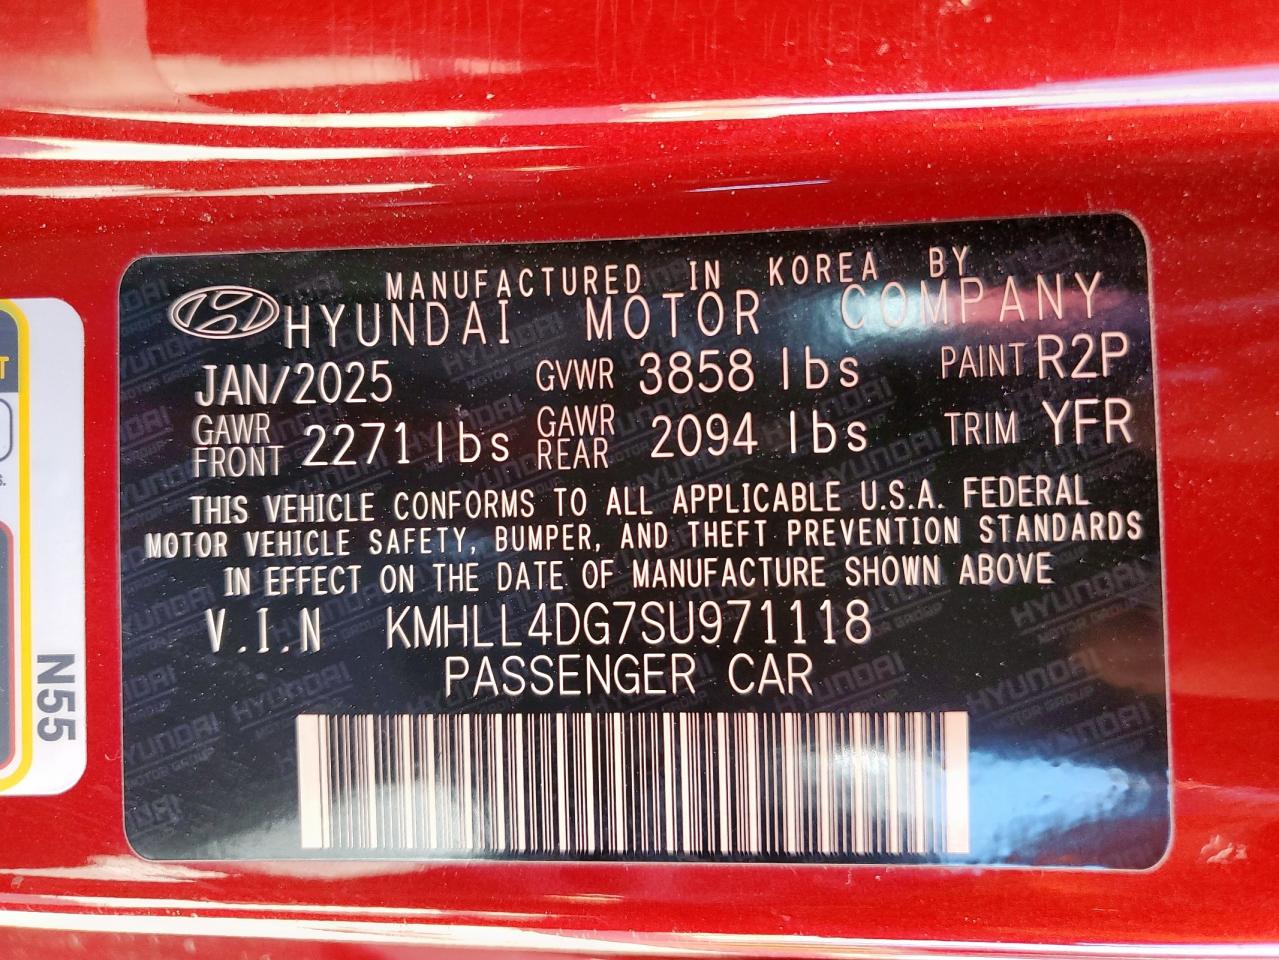 MANUFACTURED IN KOREA BY
HYUNDAI MOTOR COMPANY
JAN/2025 GVWR 3858 lbs PAINT R2P
GAWR FRONT 2271 lbs GAWR REAR 2094 lbs TRIM YFR
THIS VEHICLE CONFORMS TO ALL APPLICABLE U.S.A. FEDERAL
MOTOR VEHICLE SAFETY, BUMPER, AND THEFT PREVENTION STANDARDS
IN EFFECT ON THE DATE OF MANUFACTURE SHOWN ABOVE
V.I.N KMHLL4DG7SU971118
PASSENGER CAR
N55